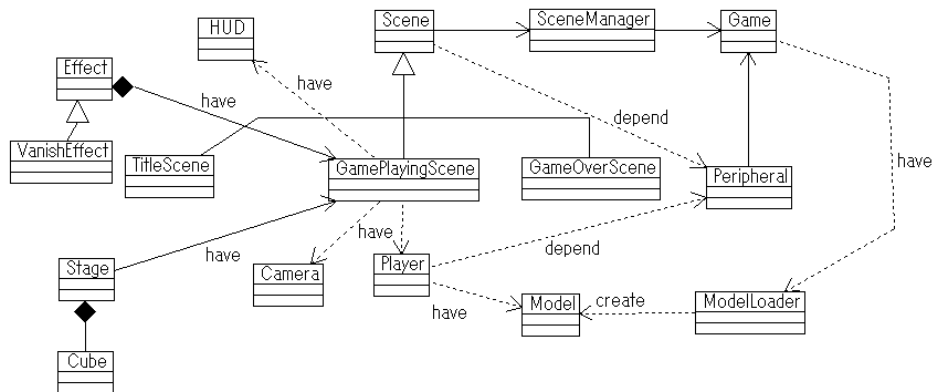 Scene
SceneManager
Game
HUD
Effect
have
have
depend
VanishEffect
TitleScene
GamePlayingScene
GameOverScene
Peripheral
have
have
depend
have
Stage
Camera
Player
Model
create
ModelLoader
have
Cube